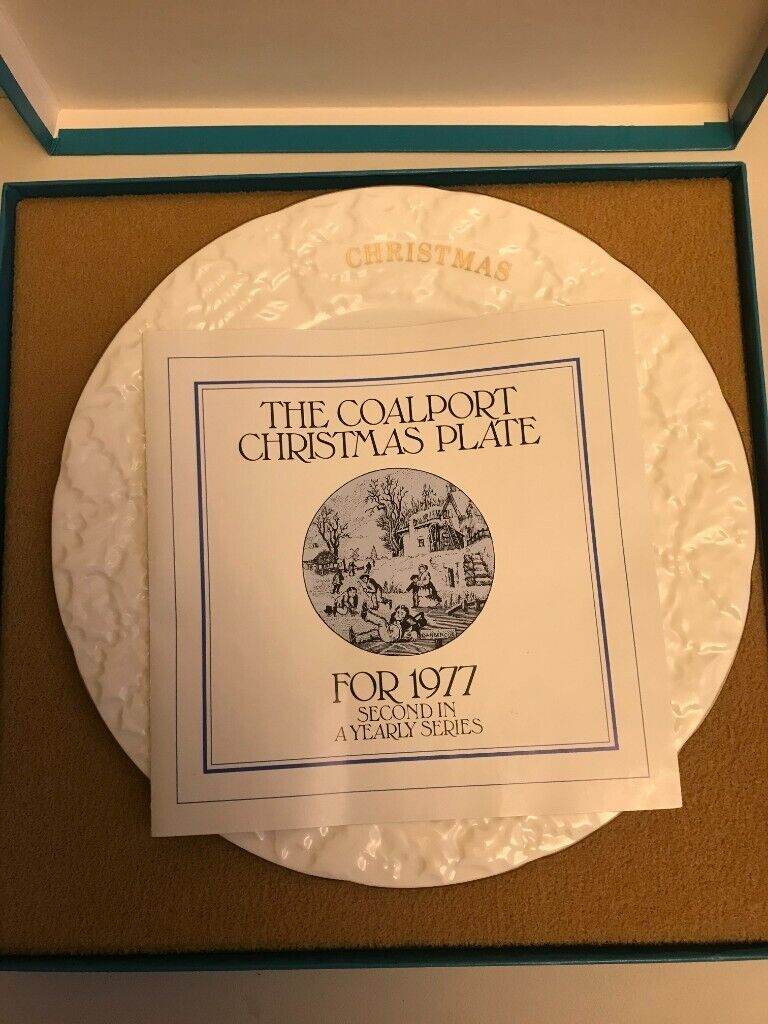 CHRISTMAS
THE COALPORT
CHRISTMAS PLATE
FOR 1977
SECOND IN
A YEARLY SERIES